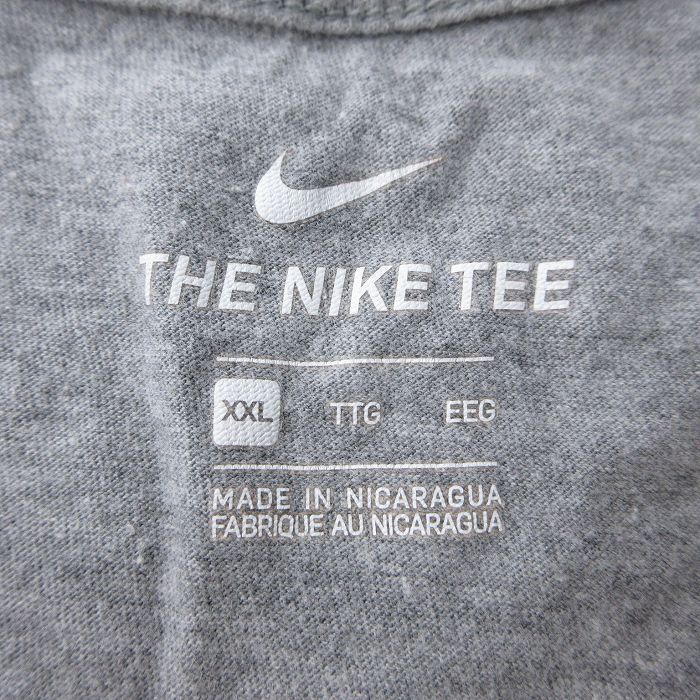 THE NIKE TEE
XXL TTG EEG
MADE IN NICARAGUA
FABRIQUE AU NICARAGUA